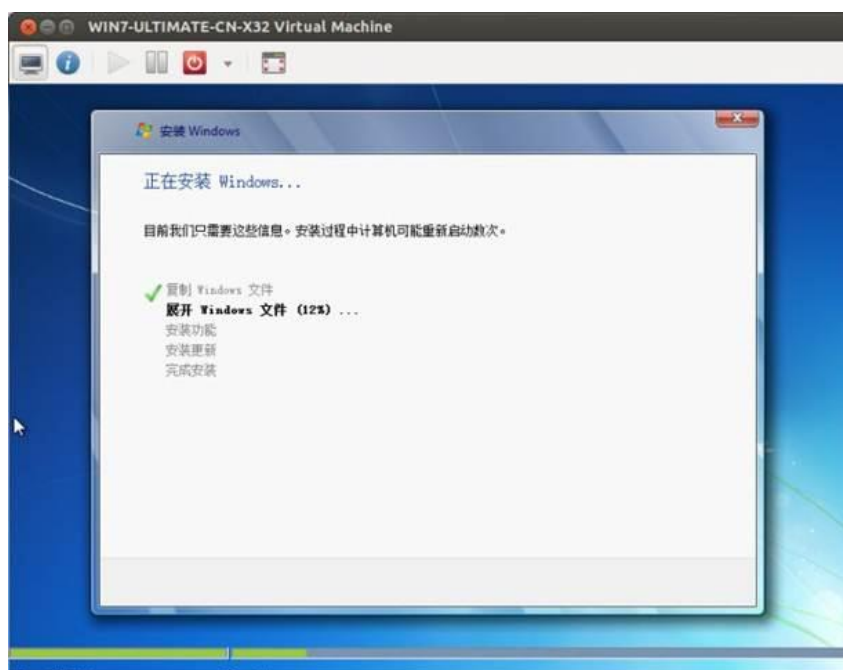 WIN7-ULTIMATE-CN-X32 Virtual Machine
安装 Windows
正在安装 Windows...
目前我们只需要这些信息。安装过程中计算机可能重新启动数次。
复制 Windows 文件
展开 Windows 文件 (12%) ...
安装功能
安装更新
完成安装